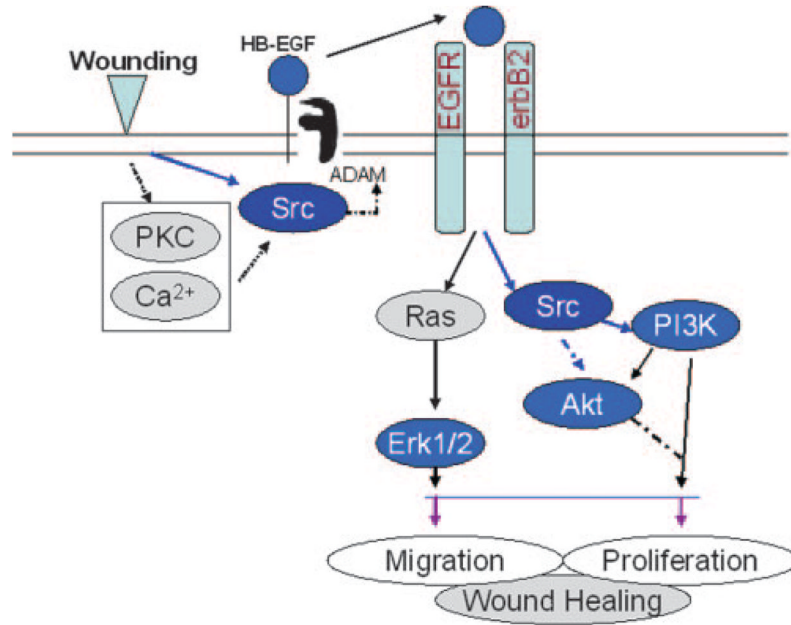 HB-EGF
Wounding
EGFR
erbB2
ADAM
Src
PKC
Ca²⁺
Ras
Src
PI3K
Akt
Erk1/2
Migration
Proliferation
Wound Healing